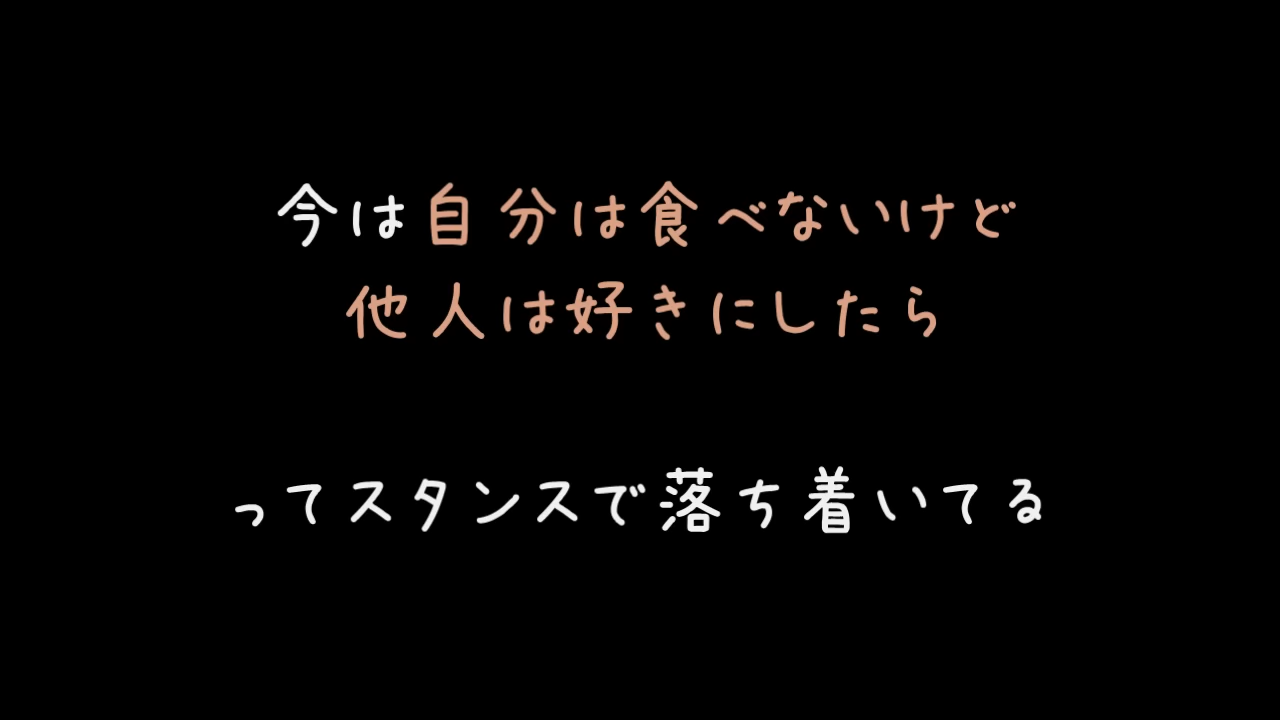 今は自分は食べないけど
他人は好きにしたら
ってスタンスで落ち着いてる